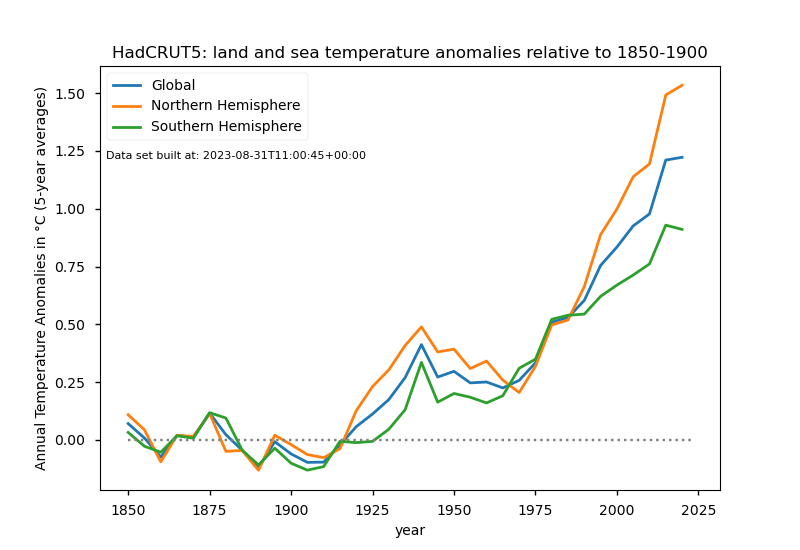 HadCRUT5: land and sea temperature anomalies relative to 1850-1900
Global
Northern Hemisphere
Southern Hemisphere
Data set built at: 2023-08-31T11:00:45+00:00
Annual Temperature Anomalies in °C (5-year averages)
1.50
1.25
1.00
0.75
0.50
0.25
0.00
1850 1875 1900 1925 1950 1975 2000 2025
year